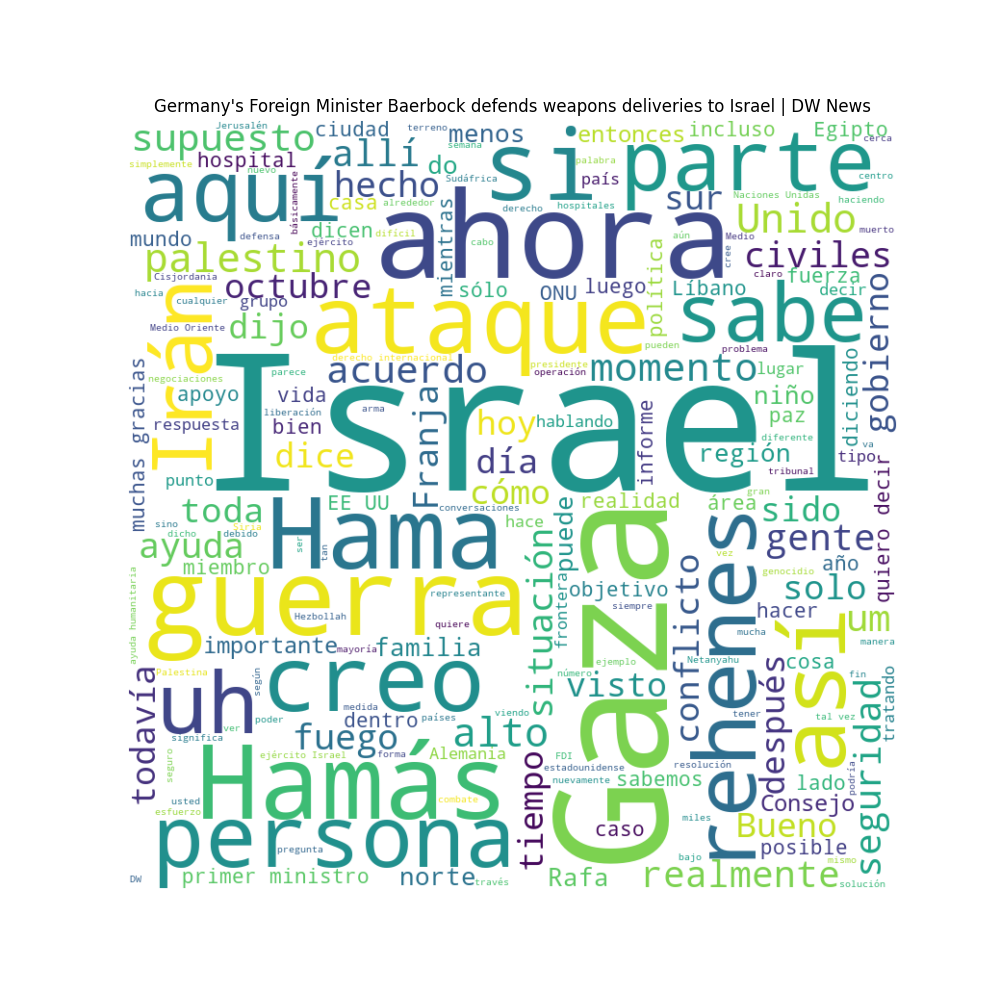 Germany's Foreign Minister Baerbock defends weapons deliveries to Israel | DW News
Jerusalén
supuesto
ciudad
terreno
menos
semana
entonces
incluso
Egipto
cerca
simplemente
hospital
nuevo
allí
do
si
palabra
parte
centro
aquí
básicamente
hecho
casa
alrededor
Sudáfrica
derecho
hospitales
país
sur
Naciones Unidas
haciendo
mundo
defensa
ejército
dicen
difícil
mientras
ahora
cabo
aún
Medio
Unido
muerto
palestino
Cisjordania
octubre
civiles
cree
claro
hacia
cualquier
grupo
sólo
ONU
luego
política
Líbano
fuerza
decir
Irán
Medio Oriente
dijo
ataque
sabe
gobierno
pueden
problema
derecho internacional
presidente
operación
negociaciones
parece
acuerdo
momento
lugar
muchas gracias
apoyo
vida
arma
Israel
niño
diciendo
liberación
Franja
hoy
hablando
informe
paz
respuesta
bien
diferente
va
dice
día
región
tipo
tribunal
punto
cómo
gran
conversaciones
toda
EE UU
realidad
área
sido
quiero decir
sino
Siria
Hama
hace
puede
dicho
debido
ser
tan
ayuda
gente
vez
miembro
año
genocidio
guerra
representante
frontera
objetivo
Gaza
rehenes
solo
siempre
ayuda humanitaria
Hezbollah
quiere
situación
conflicto
hacer
um
mucha
manera
importante
mayoría
familia
así
creo
Netanyahu
cosa
Palestina
según
ejemplo
número
fin
todavía
uh
visto
después
tratando
poder
medida
dentro
países
viendo
tener
tal vez
seguridad
significa
ver
fuego
alto
seguro
ejército Israel
forma
Alemania
FDI
estadounidense
resolución
podría
nuevamente
sabemos
lado
usted
Hamás
combate
tiempo
Consejo
esfuerzo
miles
Bueno
caso
persona
pregunta
posible
bajo
mismo
DW
primer ministro
norte
través
Rafa
realmente
solución